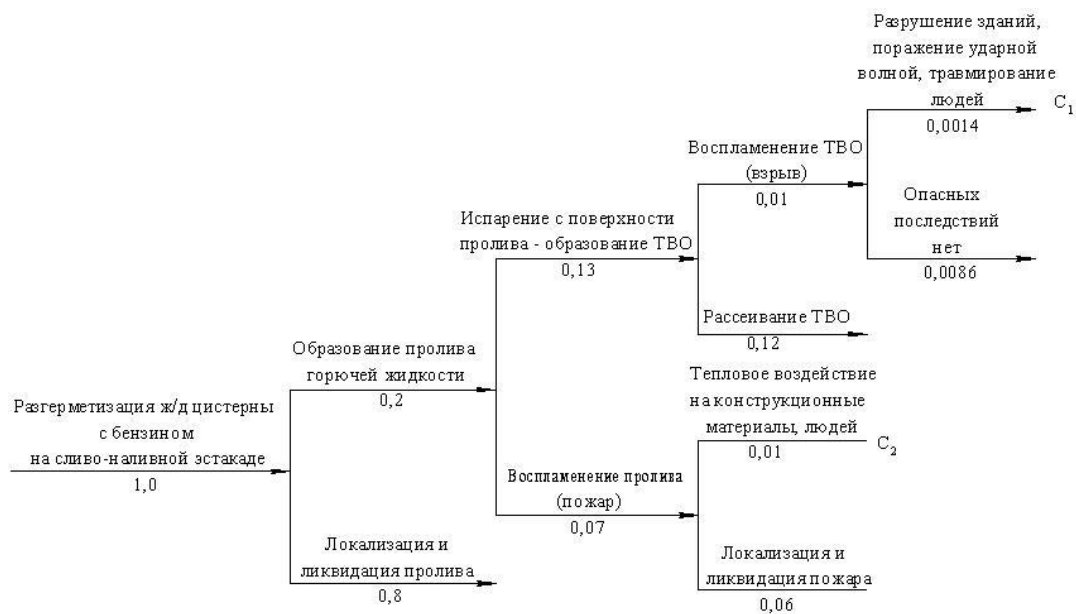 Разрушение зданий,
поражение ударной
волной, травмирование
людей
C1
0,0014
Воспламенение ТВО
(взрыв)
0,01
Опасных
последствий
нет
0,0086
Испарение с поверхности
пролива - образование ТВО
0,13
Рассеивание ТВО
0,12
Образование пролива
горючей жидкости
0,2
Тепловое воздействие
на конструкционные
материалы, людей
C2
0,01
Разгерметизация ж/д цистерны
с бензином
на сливо-наливной эстакаде
1,0
Воспламенение пролива
(пожар)
0,07
Локализация и
ликвидация пролива
0,8
Локализация и
ликвидация пожара
0,06